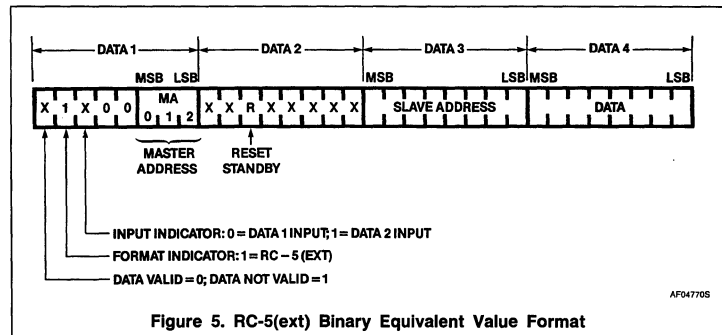 DATA 1 DATA 2 DATA 3 DATA 4
MSB LSB MSB LSB MSB LSB
X 1 X 0 0 MA 0 1 2 X X R X X X X X SLAVE ADDRESS DATA
MASTER ADDRESS
RESET STANDBY
INPUT INDICATOR: 0 = DATA 1 INPUT; 1 = DATA 2 INPUT
FORMAT INDICATOR: 1 = RC – 5 (EXT)
DATA VALID = 0; DATA NOT VALID = 1
AF04770S
Figure 5. RC-5(ext) Binary Equivalent Value Format